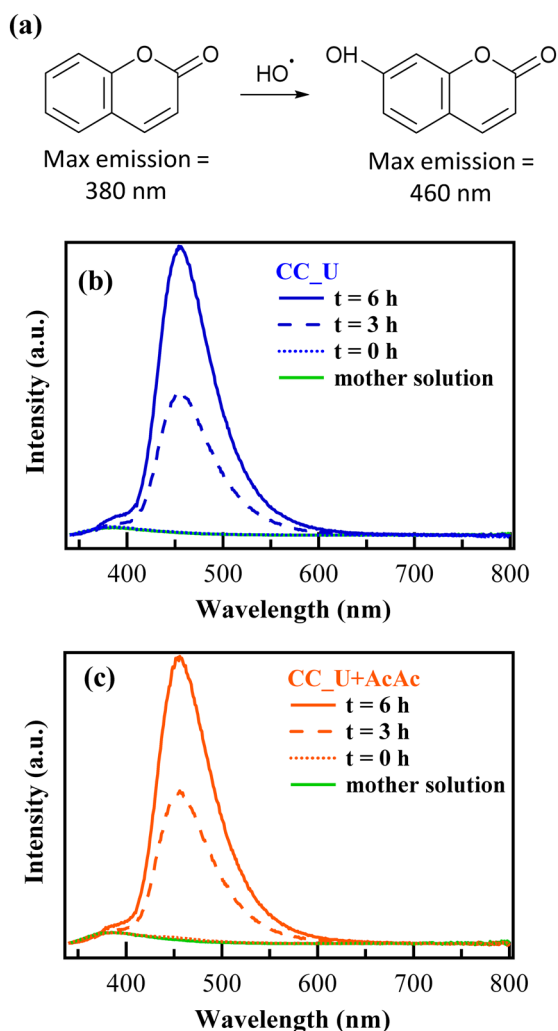 (a)
O
O
HO•
OH
O
O
Max emission =
380 nm
Max emission =
460 nm
(b)
CC_U
t = 6 h
t = 3 h
t = 0 h
mother solution
Intensity (a.u.)
400
500
600
700
800
Wavelength (nm)
(c)
CC_U+AcAc
t = 6 h
t = 3 h
t = 0 h
mother solution
Intensity (a.u.)
400
500
600
700
800
Wavelength (nm)